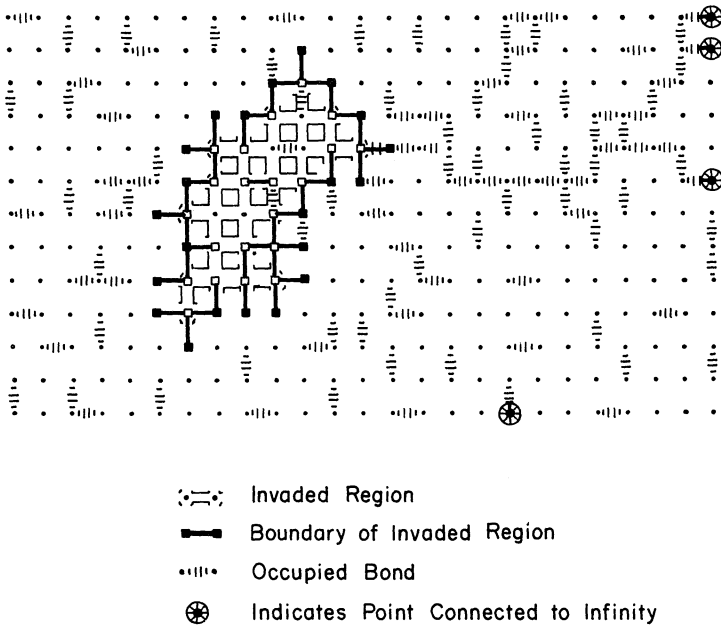 Invaded Region
Boundary of Invaded Region
Occupied Bond
Indicates Point Connected to Infinity